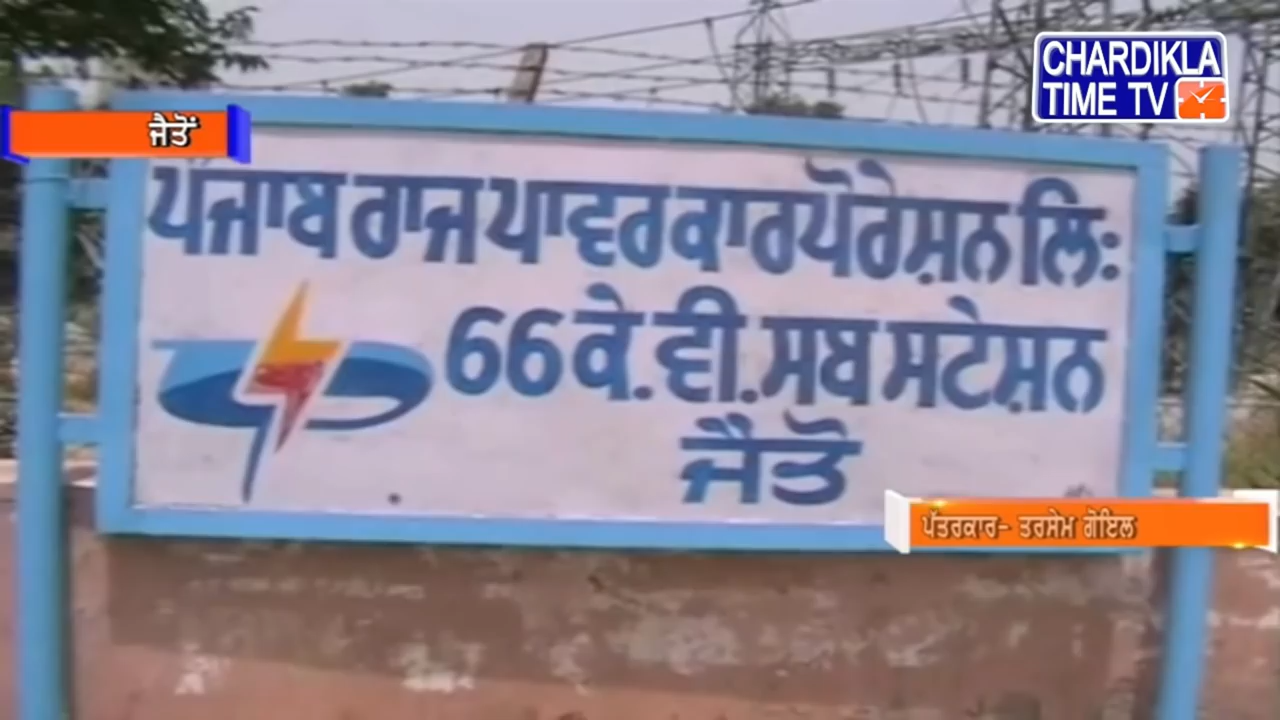 CHARDIKLA
TIME TV
ਜੈਤੋਂ
ਪੰਜਾਬ ਰਾਜ ਪਾਵਰ ਕਾਰਪੋਰੇਸ਼ਨ ਲਿ:
66 ਕੇ.ਵੀ.ਸਬ ਸਟੇਸ਼ਨ
ਜੈਤੋ
ਪੱਤਰਕਾਰ- ਤਰਸੇਮ ਗੋਇਲ